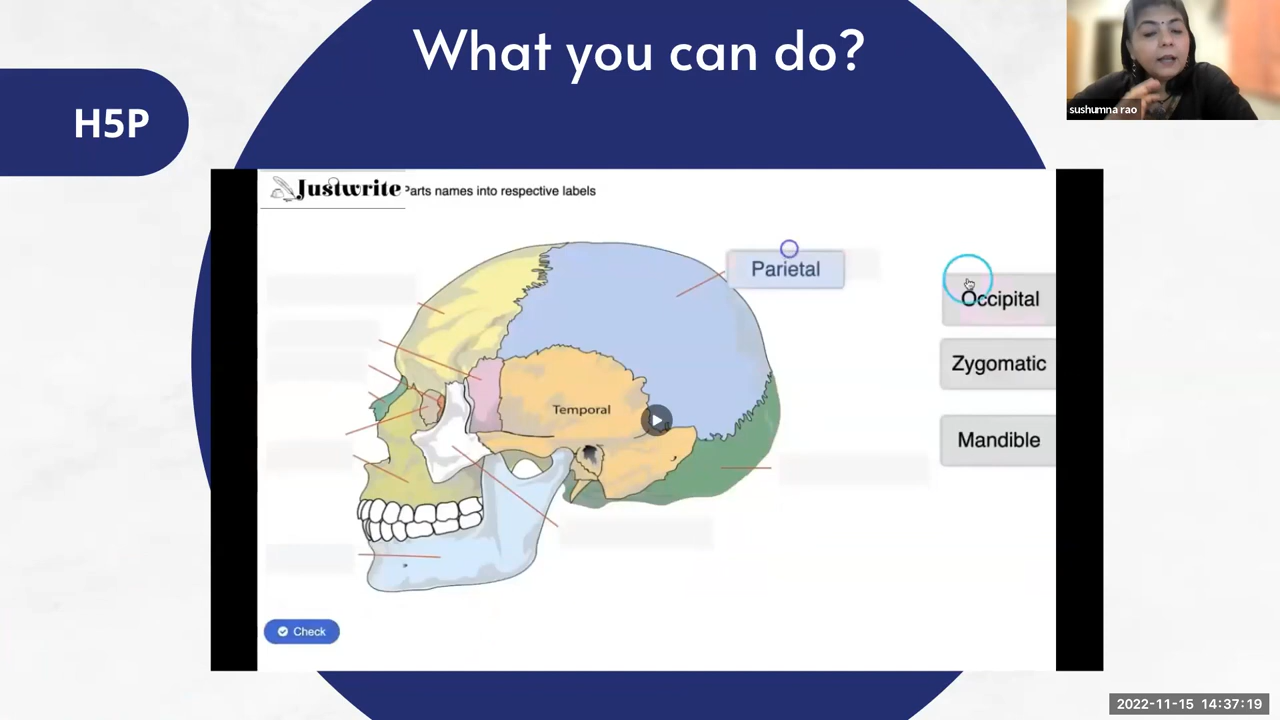 What you can do?
H5P
sushumna rao
Justwrite
Parts names into respective labels
Parietal
Occipital
Zygomatic
Temporal
Mandible
Check
2022-11-15 14:37:19